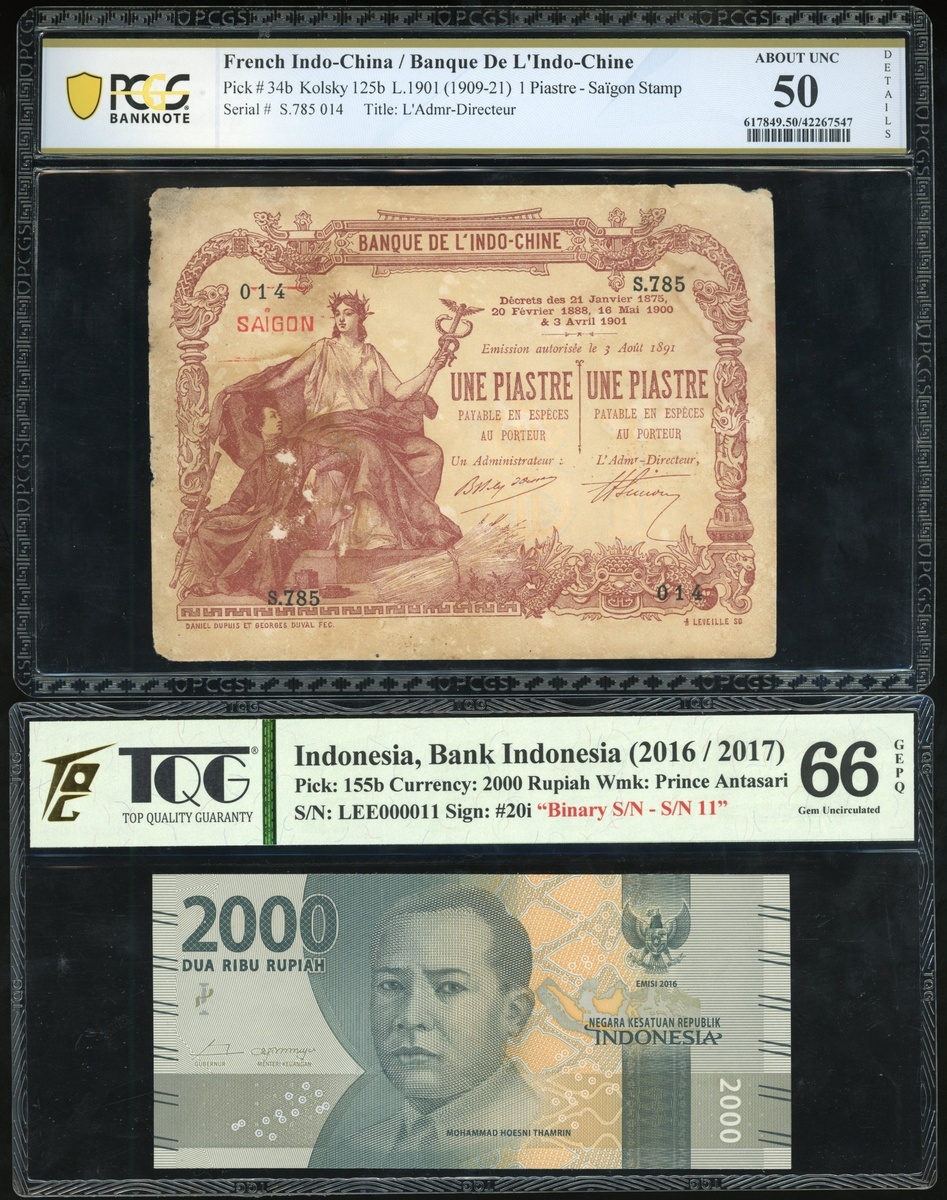 PCGS
BANKNOTE
French Indo-China / Banque De L'Indo-Chine
Pick # 34b Kolsky 125b L.1901 (1909-21) 1 Piastre - Saïgon Stamp
Serial # S.785 014 Title: L'Admr-Directeur
ABOUT UNC
50
617849.50/42267547
DETAILS
BANQUE DE L'INDO-CHINE
014
S.785
SAÏGON
Décrets des 21 Janvier 1875,
20 Février 1888, 16 Mai 1900
& 3 Avril 1901
Emission autorisée le 3 Août 1891
UNE PIASTRE UNE PIASTRE
PAYABLE EN ESPÈCES PAYABLE EN ESPÈCES
AU PORTEUR AU PORTEUR
Un Administrateur : L'Admr-Directeur,
S.785
014
DANIEL DUPUIS ET GEORGES DUVAL FEC.
A LEVEILLE SC
PCGS
TQG
TQG
TOP QUALITY GUARANTY
Indonesia, Bank Indonesia (2016 / 2017)
Pick: 155b Currency: 2000 Rupiah Wmk: Prince Antasari
S/N: LEE000011 Sign: #20i "Binary S/N - S/N 11"
66
Gem Uncirculated
GEPQ
2000
DUA RIBU RUPIAH
EMISI 2016
NEGARA KESATUAN REPUBLIK
INDONESIA
GUBERNUR
MENTERI KEUANGAN
MOHAMMAD HOESNI THAMRIN
2000
TQG